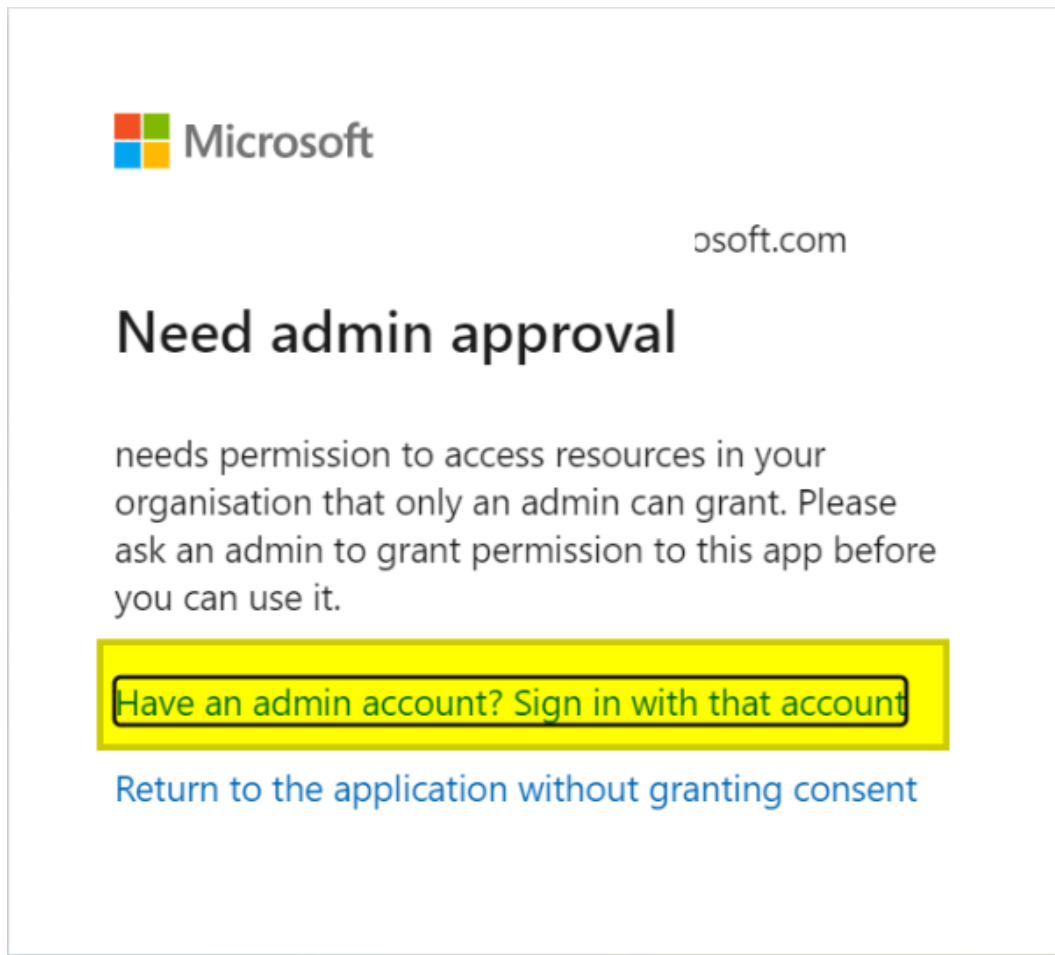 Microsoft
osoft.com
Need admin approval
needs permission to access resources in your
organisation that only an admin can grant. Please
ask an admin to grant permission to this app before
you can use it.
Have an admin account? Sign in with that account
Return to the application without granting consent